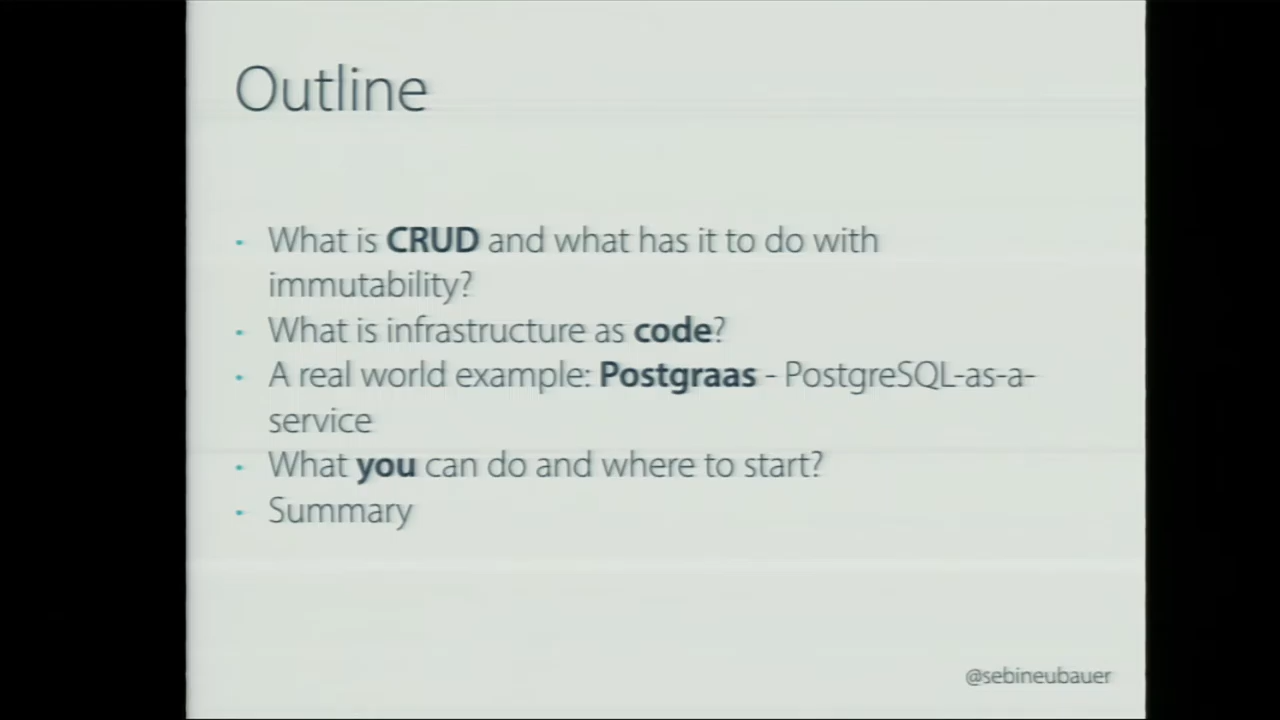 Outline
• What is CRUD and what has it to do with
immutability?
• What is infrastructure as code?
• A real world example: Postgraas - PostgreSQL-as-a-
service
• What you can do and where to start?
• Summary
@sebineubauer